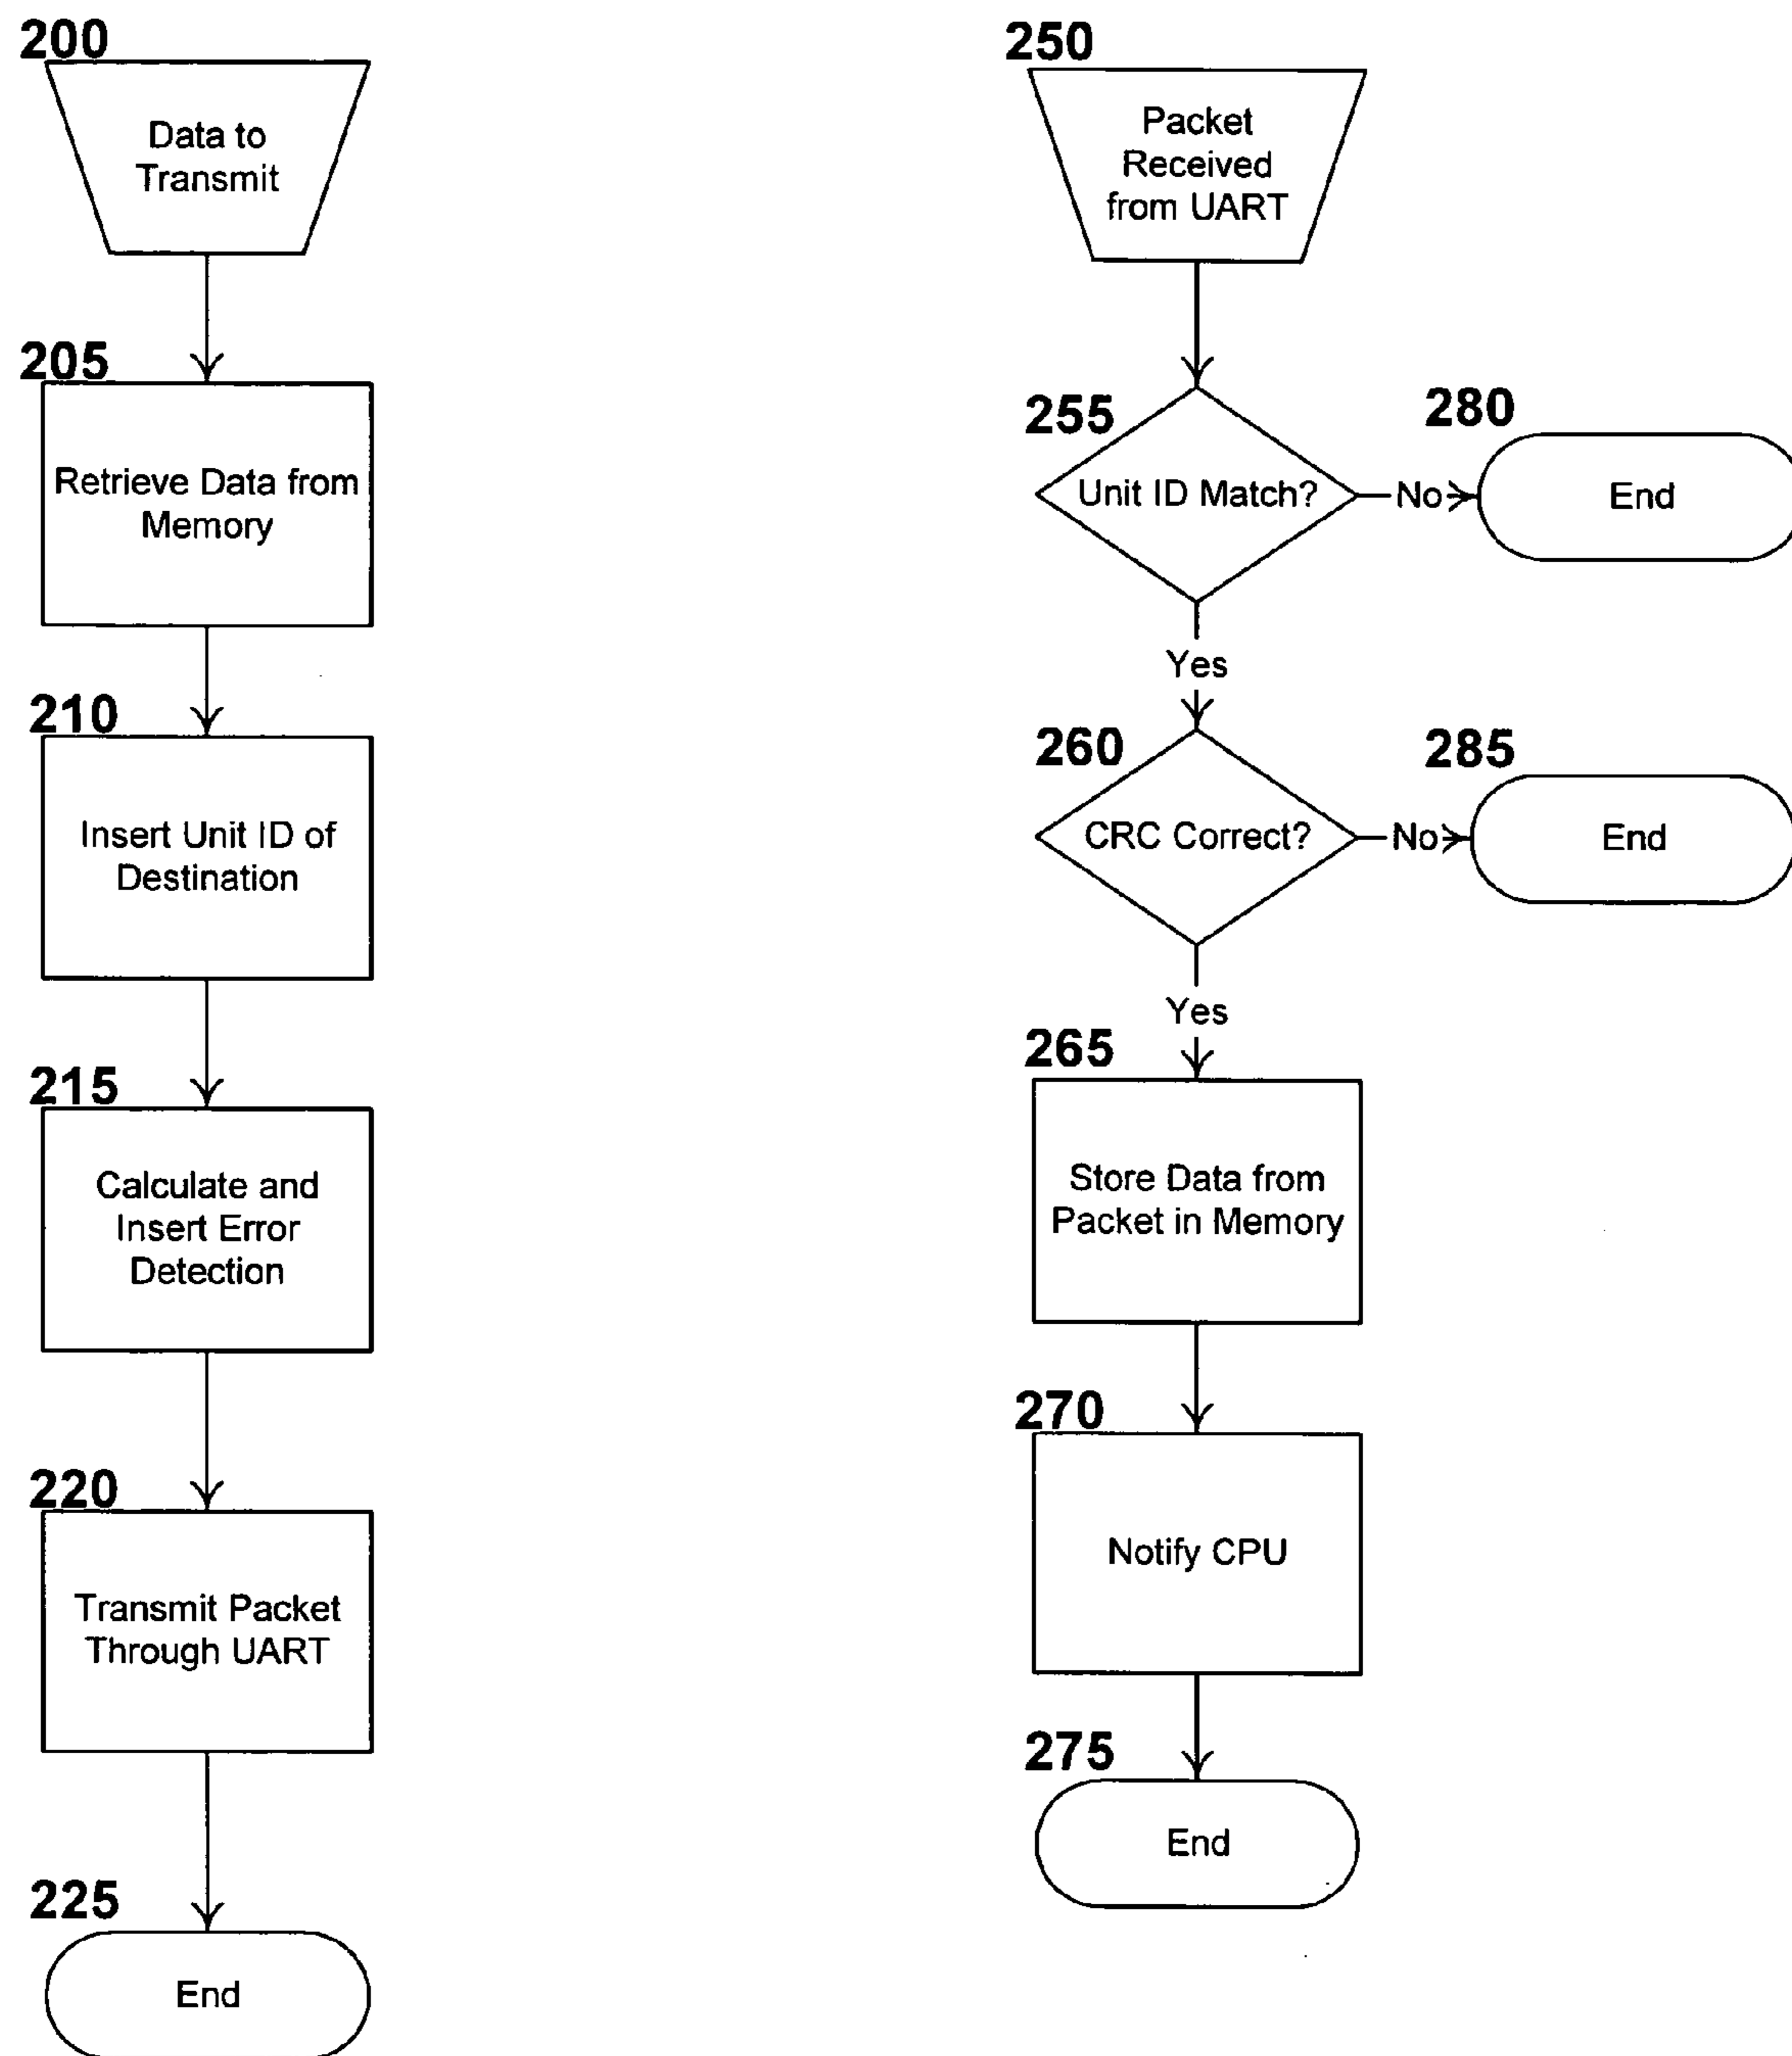 200
Data to
Transmit
205
Retrieve Data from
Memory
210
Insert Unit ID of
Destination
215
Calculate and
Insert Error
Detection
220
Transmit Packet
Through UART
225
End
250
Packet
Received
from UART
255
Unit ID Match?
No
280
End
Yes
260
CRC Correct?
No
285
End
Yes
265
Store Data from
Packet in Memory
270
Notify CPU
275
End